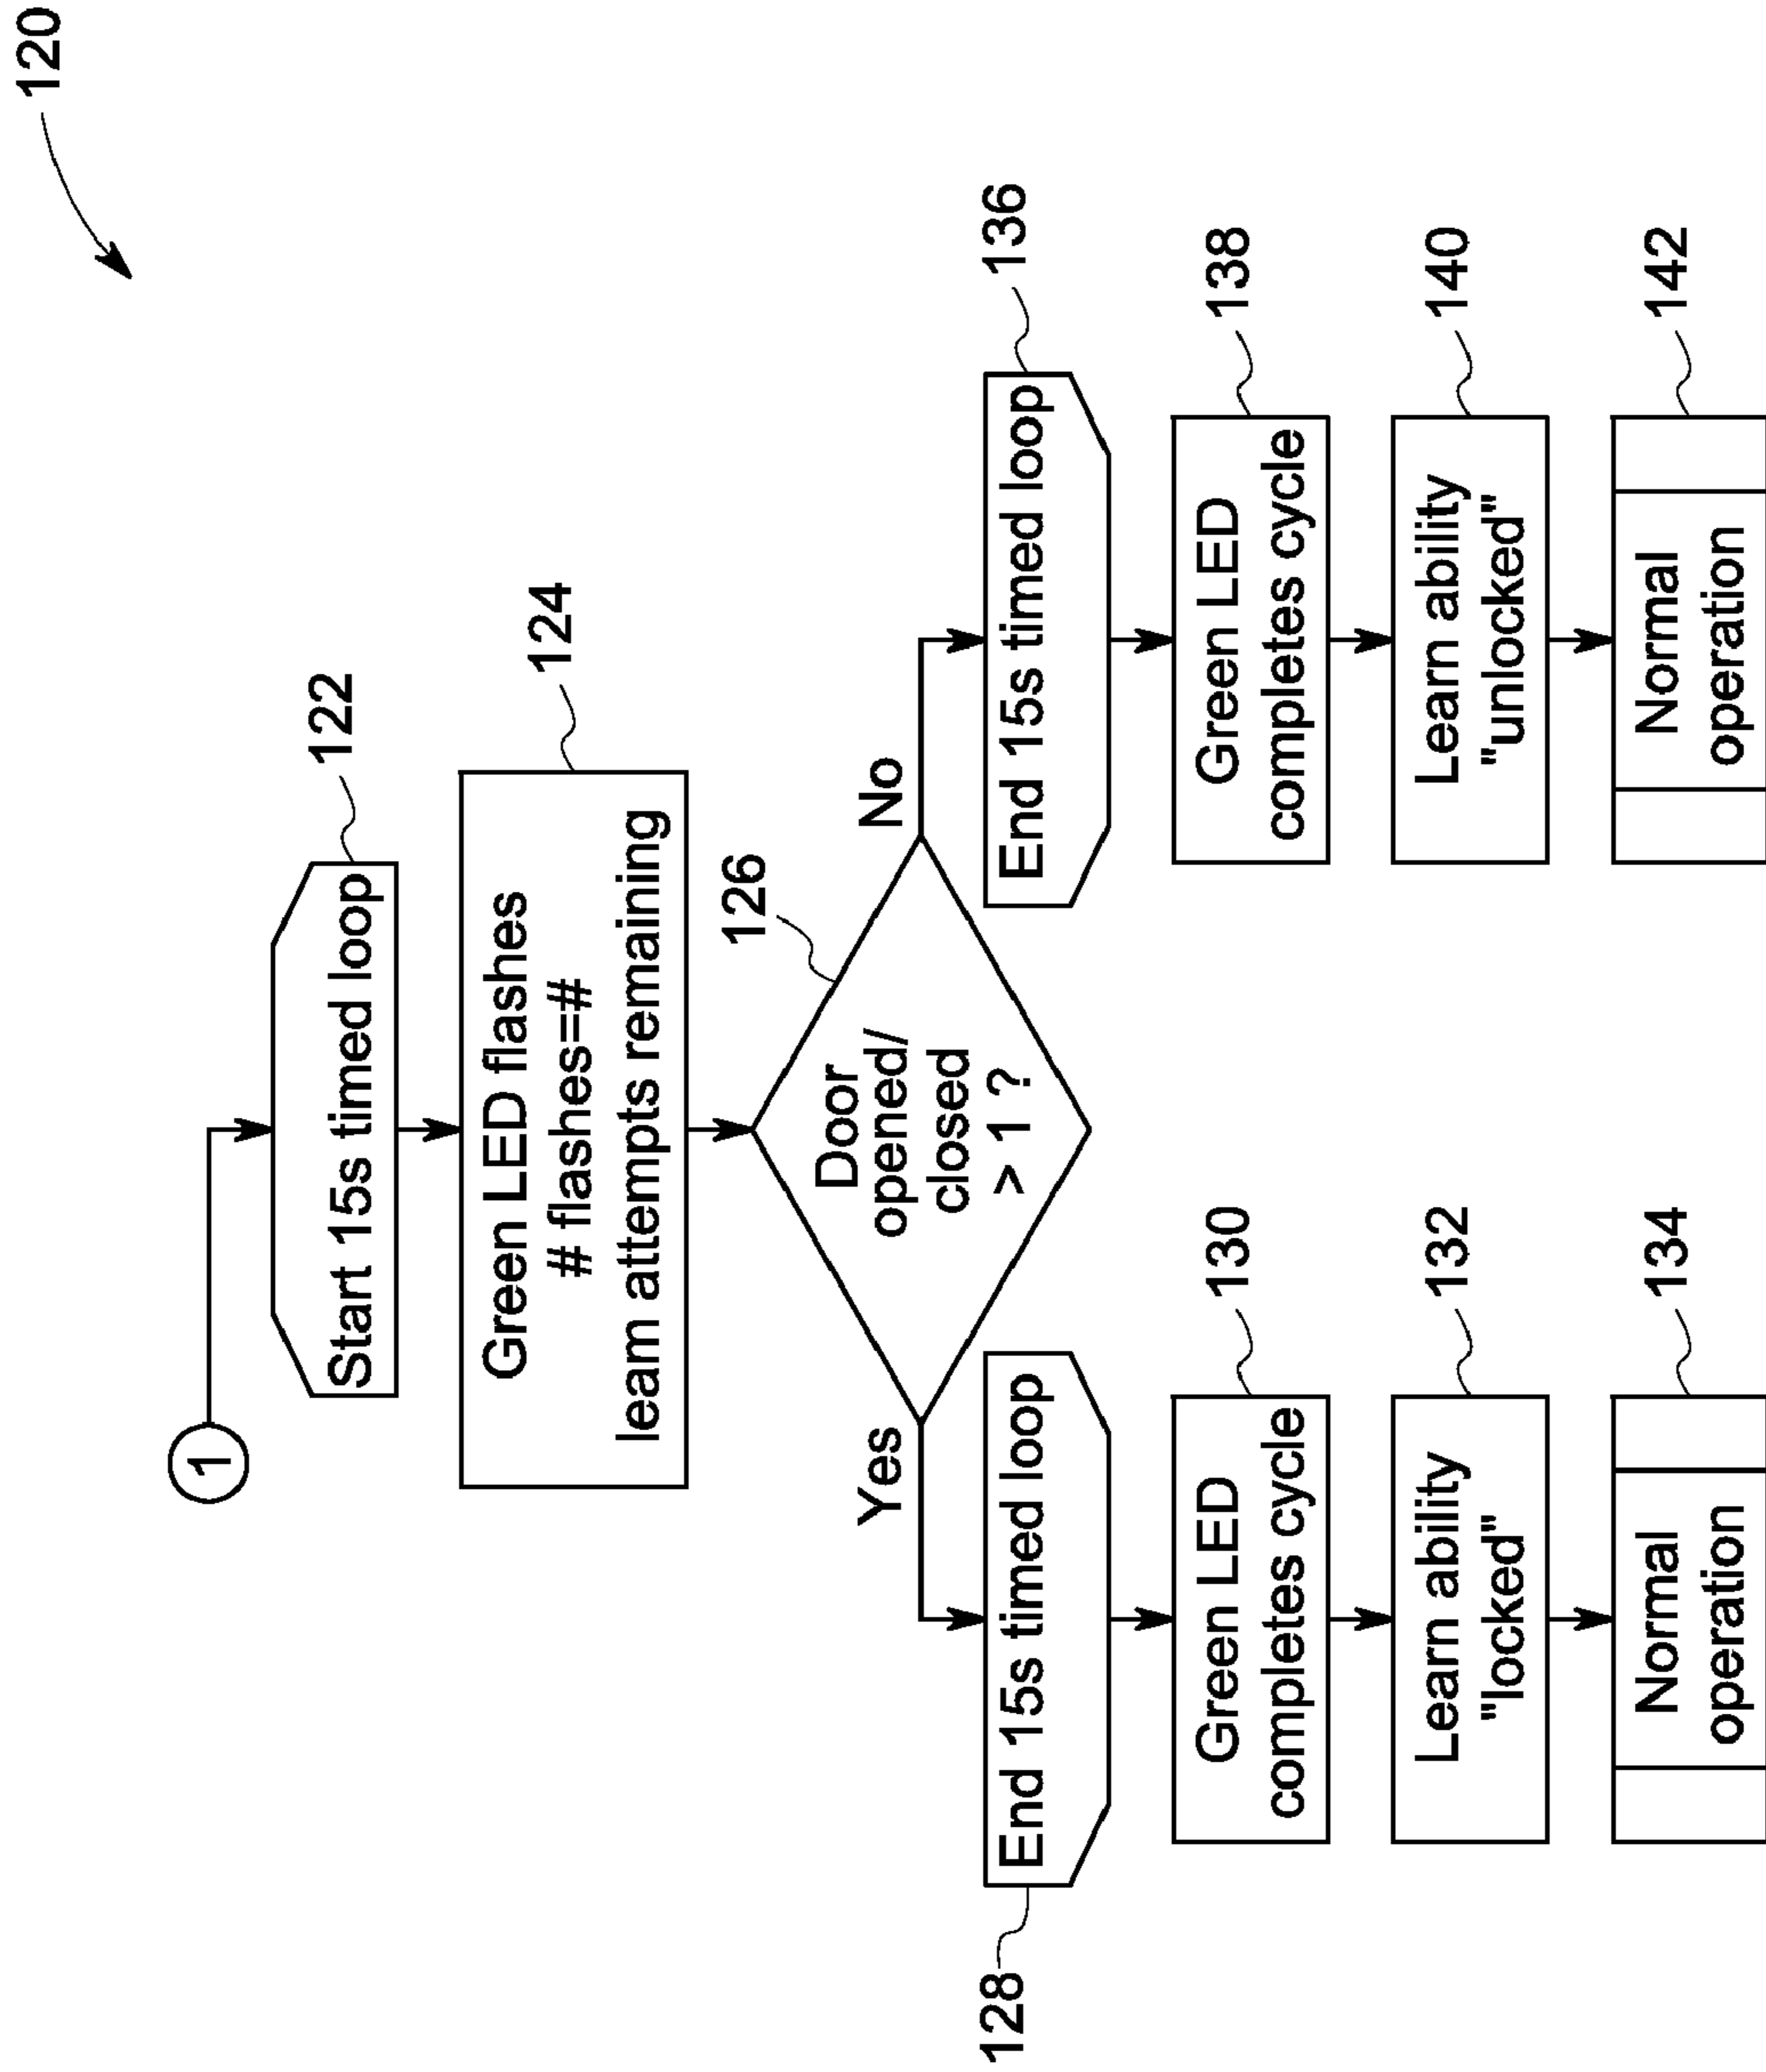 120
1
Start 15s timed loop
122
Green LED flashes
# flashes=#
leam attempts remaining
124
Door
opened/
closed
> 1 ?
126
Yes
No
End 15s timed loop
128
Green LED
completes cycle
130
Learn ability
"locked"
132
Normal
operation
134
End 15s timed loop
136
Green LED
completes cycle
138
Learn ability
"unlocked"
140
Normal
operation
142